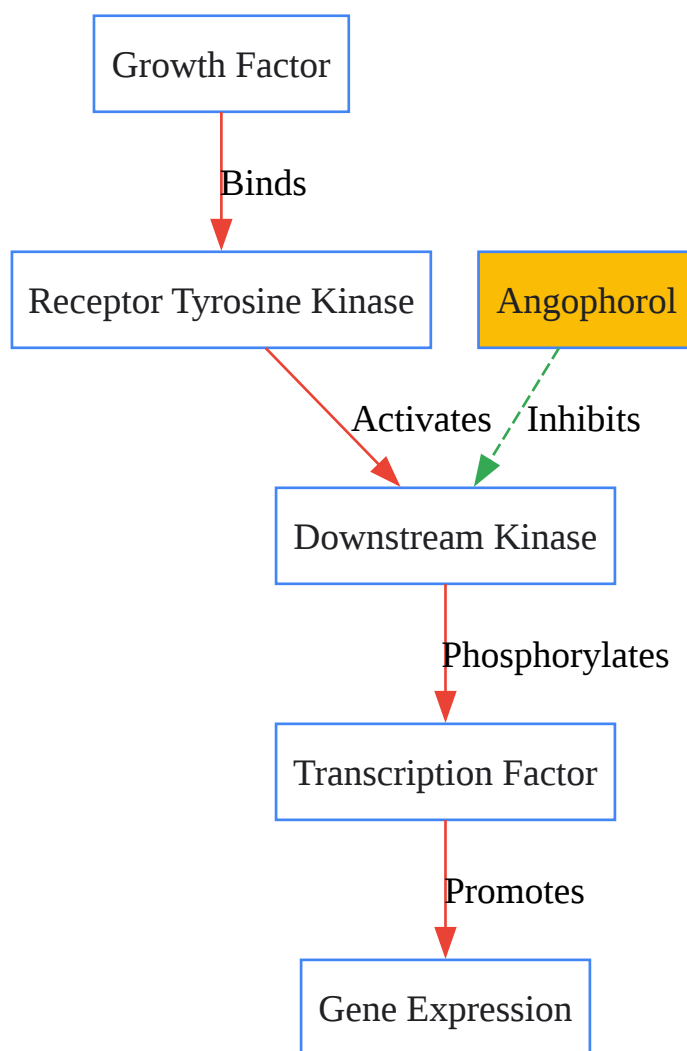 Growth Factor
Binds
Receptor Tyrosine Kinase
Angophorol
Activates
Inhibits
Downstream Kinase
Phosphorylates
Transcription Factor
Promotes
Gene Expression